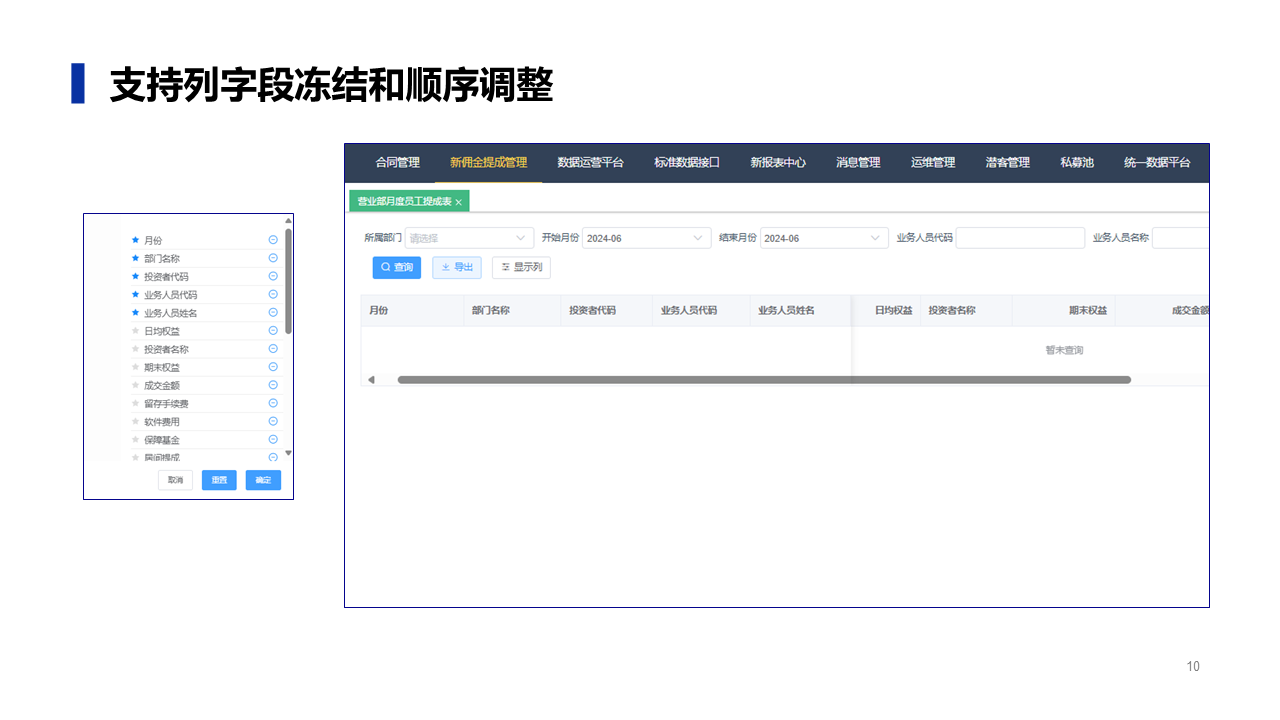 支持列字段冻结和顺序调整
月份
部门名称
投资者代码
业务人员代码
业务人员姓名
日均权益
投资者名称
期末权益
成交金额
留存手续费
软件费用
保障基金
居间提成
取消 重置 确定
合同管理 新佣金提成管理 数据运营平台 标准数据接口 新报表中心 消息管理 运维管理 潜客管理 私募池 统一数据平台
营业部月度员工提成表 ×
所属部门 请选择 开始月份 2024-06 结束月份 2024-06 业务人员代码 业务人员名称
查询 导出 显示列
月份 部门名称 投资者代码 业务人员代码 业务人员姓名 日均权益 投资者名称 期末权益 成交金额
暂未查询
10